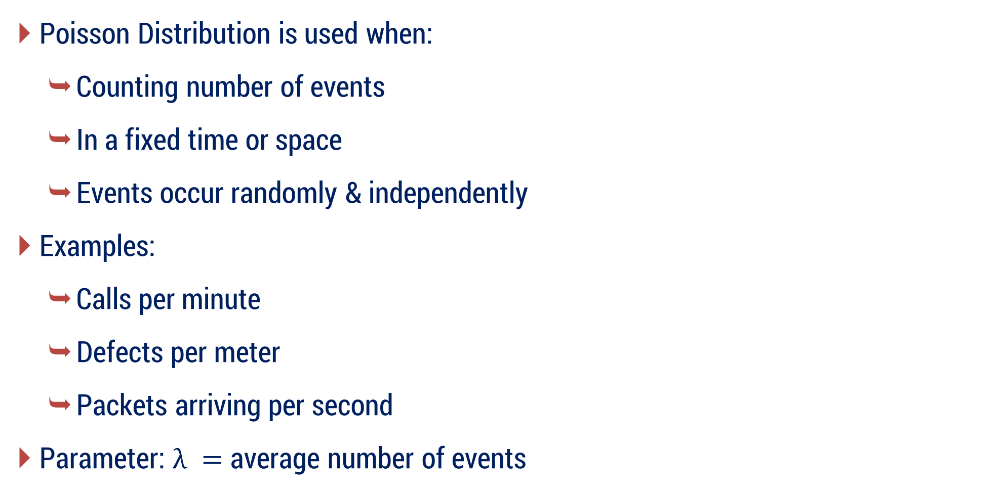 Poisson Distribution is used when:
Counting number of events
In a fixed time or space
Events occur randomly & independently
Examples:
Calls per minute
Defects per meter
Packets arriving per second
Parameter: λ = average number of events